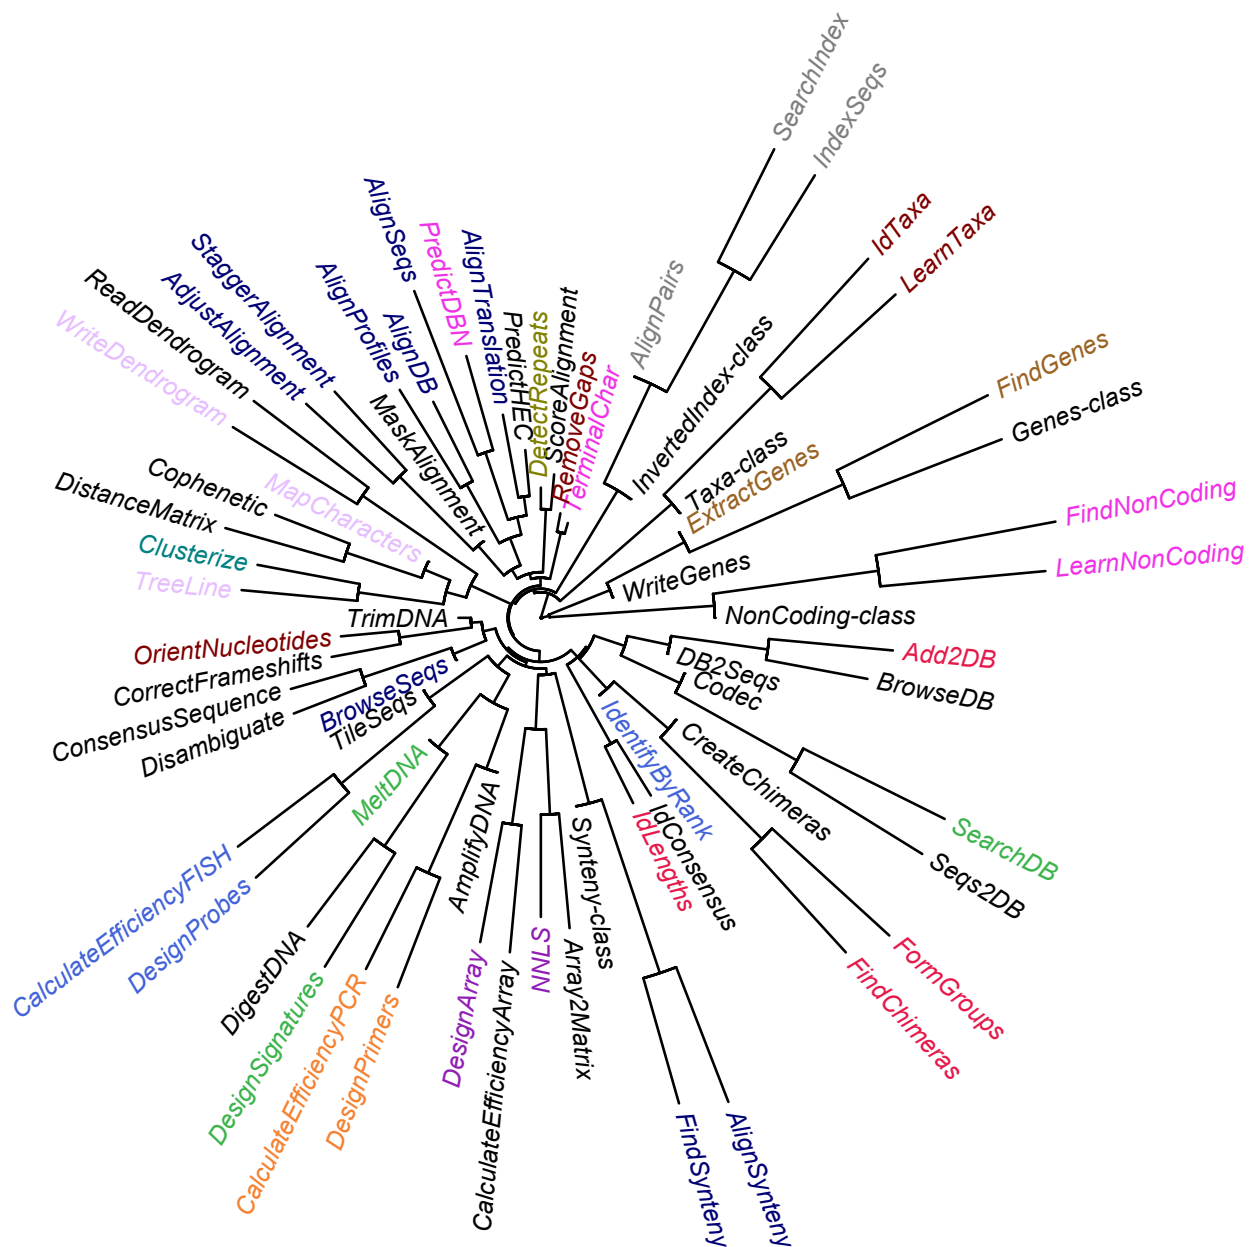 SearchIndex
IndexSeqs
AlignPairs
InvertedIndex-class
IdTaxa
LearnTaxa
Taxa-class
FindGenes
Genes-class
ExtractGenes
WriteGenes
FindNonCoding
LearnNonCoding
NonCoding-class
Add2DB
BrowseDB
DB2Seqs
Codec
SearchDB
Seqs2DB
CreateChimeras
FormGroups
FindChimeras
IdentifyByRank
IdConsensus
IdLengths
AlignSynteny
FindSynteny
Synteny-class
Array2Matrix
NNLS
CalculateEfficiencyArray
DesignArray
AmplifyDNA
DesignPrimers
CalculateEfficiencyPCR
DesignSignatures
DigestDNA
MeltDNA
DesignProbes
CalculateEfficiencyFISH
TileSeqs
BrowseSeqs
Disambiguate
ConsensusSequence
CorrectFrameshifts
OrientNucleotides
TrimDNA
TreeLine
Clusterize
DistanceMatrix
Cophenetic
MapCharacters
WriteDendrogram
ReadDendrogram
AdjustAlignment
StaggerAlignment
MaskAlignment
AlignProfiles
AlignDB
AlignSeqs
PredictDBN
AlignTranslation
PredictHEC
DetectRepeats
ScoreAlignment
RemoveGaps
TerminalChar